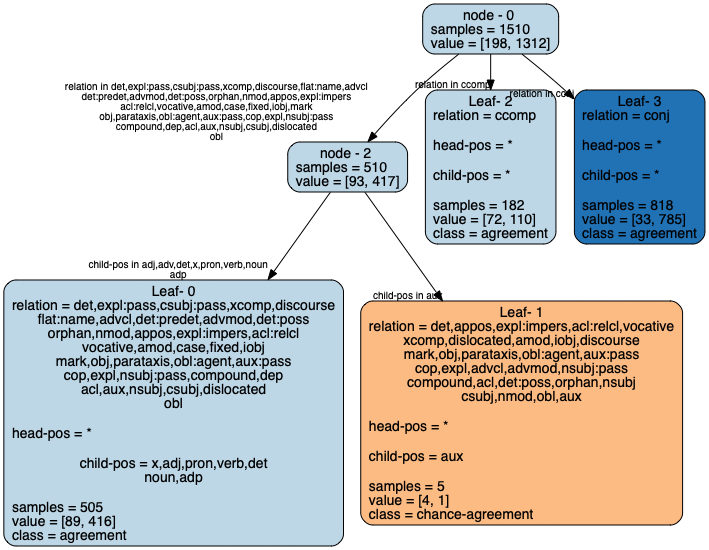 node - 0
samples = 1510
value = [198, 1312]
relation in det,expl:pass,csubj:pass,xcomp,discourse,flat:name,advcl
det:predet,advmod,det:poss,orphan,nmod,appos,expl:impers
acl:relcl,vocative,amod,case,fixed,iobj,mark
obj,parataxis,obl:agent,aux:pass,cop,expl,nsubj:pass
compound,dep,acl,aux,nsubj,csubj,dislocated
obl
relation in ccomp
relation in conj
Leaf- 2
relation = ccomp
head-pos = *
child-pos = *
samples = 182
value = [72, 110]
class = agreement
Leaf- 3
relation = conj
head-pos = *
child-pos = *
samples = 818
value = [33, 785]
class = agreement
node - 2
samples = 510
value = [93, 417]
child-pos in adj,adv,det,x,pron,verb,noun
adp
child-pos in aux
Leaf- 0
relation = det,expl:pass,csubj:pass,xcomp,discourse
flat:name,advcl,det:predet,advmod,det:poss
orphan,nmod,appos,expl:impers,acl:relcl
vocative,amod,case,fixed,iobj
mark,obj,parataxis,obl:agent,aux:pass
cop,expl,nsubj:pass,compound,dep
acl,aux,nsubj,csubj,dislocated
obl
head-pos = *
child-pos = x,adj,pron,verb,det
noun,adp
samples = 505
value = [89, 416]
class = agreement
Leaf- 1
relation = det,appos,expl:impers,acl:relcl,vocative
xcomp,dislocated,amod,iobj,discourse
mark,obj,parataxis,obl:agent,aux:pass
cop,expl,advcl,advmod,nsubj:pass
compound,acl,det:poss,orphan,nsubj
csubj,nmod,obl,aux
head-pos = *
child-pos = aux
samples = 5
value = [4, 1]
class = chance-agreement